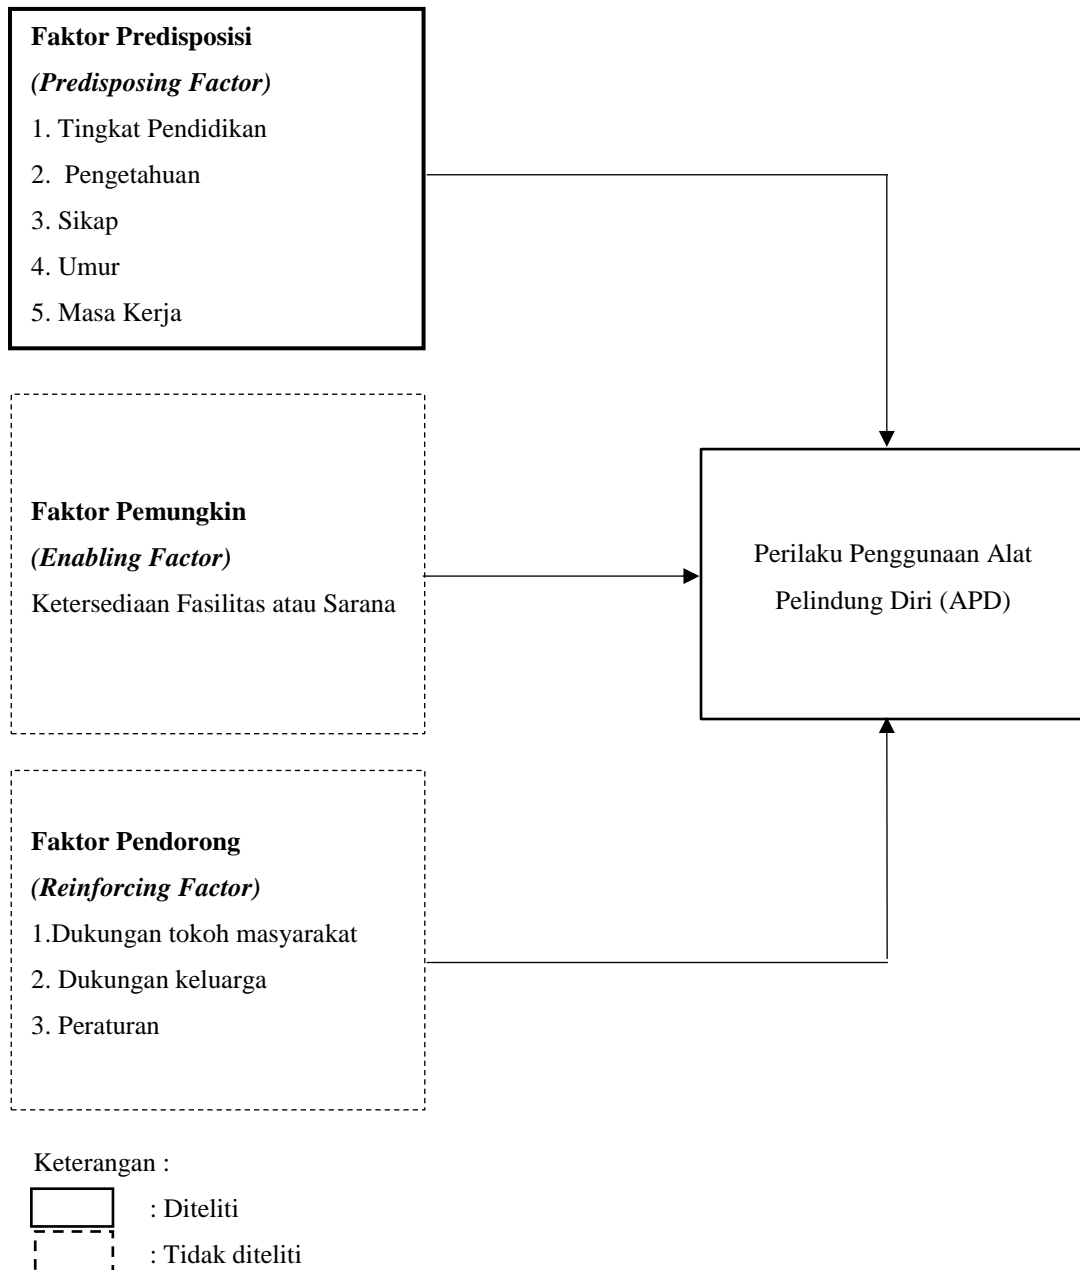 Faktor Predisposisi
(Predisposing Factor)
1. Tingkat Pendidikan
2. Pengetahuan
3. Sikap
4. Umur
5. Masa Kerja
Faktor Pemungkin
(Enabling Factor)
Ketersediaan Fasilitas atau Sarana
Perilaku Penggunaan Alat
Pelindung Diri (APD)
Faktor Pendorong
(Reinforcing Factor)
1.Dukungan tokoh masyarakat
2. Dukungan keluarga
3. Peraturan
Keterangan :
: Diteliti
: Tidak diteliti